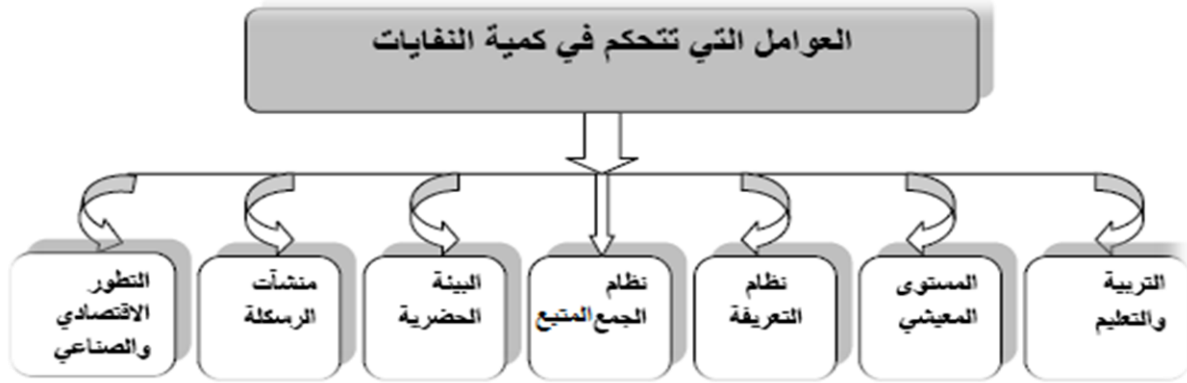 العوامل التي تتحكم في كمية النفايات
التربية
والتعليم
المستوى
المعيشي
نظام
التعريفة
نظام
الجمع المتبع
البيئة
الحضرية
منشآت
الرسكلة
التطور
الاقتصادي
والصناعي